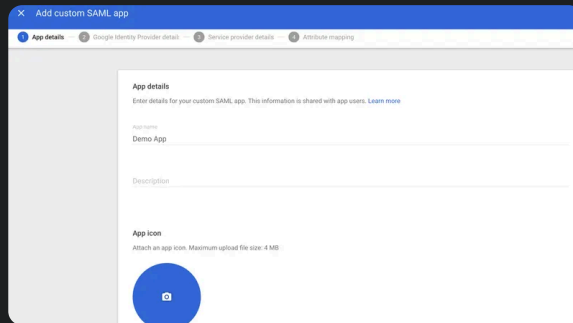 Add custom SAML app
1 App details 2 Google Identity Provider detail 3 Service provider details 4 Attribute mapping
App details
Enter details for your custom SAML app. This information is shared with app users. Learn more
App name
Demo App
Description
App icon
Attach an app icon. Maximum upload file size: 4 MB